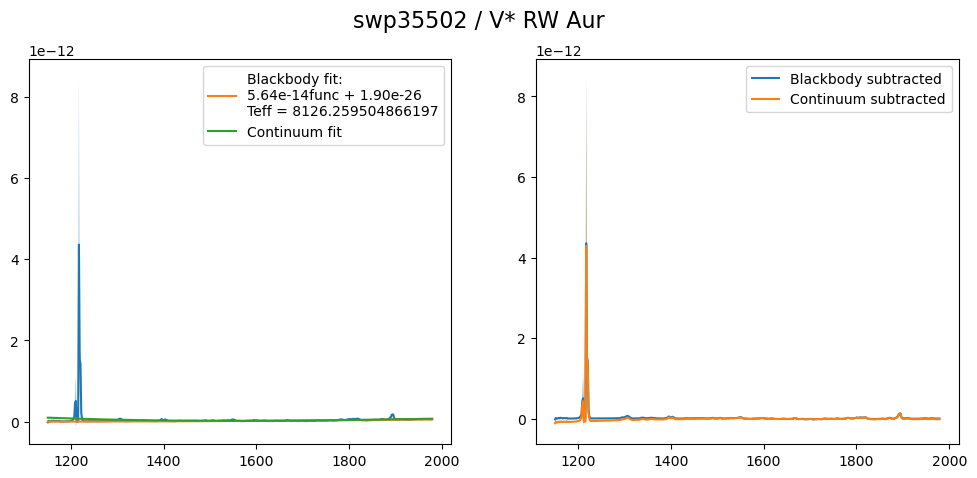 swp35502 / V* RW Aur
1e−12
8
6
4
2
0
1200
1400
1600
1800
2000
Blackbody fit:
5.64e-14func + 1.90e-26
Teff = 8126.259504866197
Continuum fit
1e−12
8
6
4
2
0
1200
1400
1600
1800
2000
Blackbody subtracted
Continuum subtracted